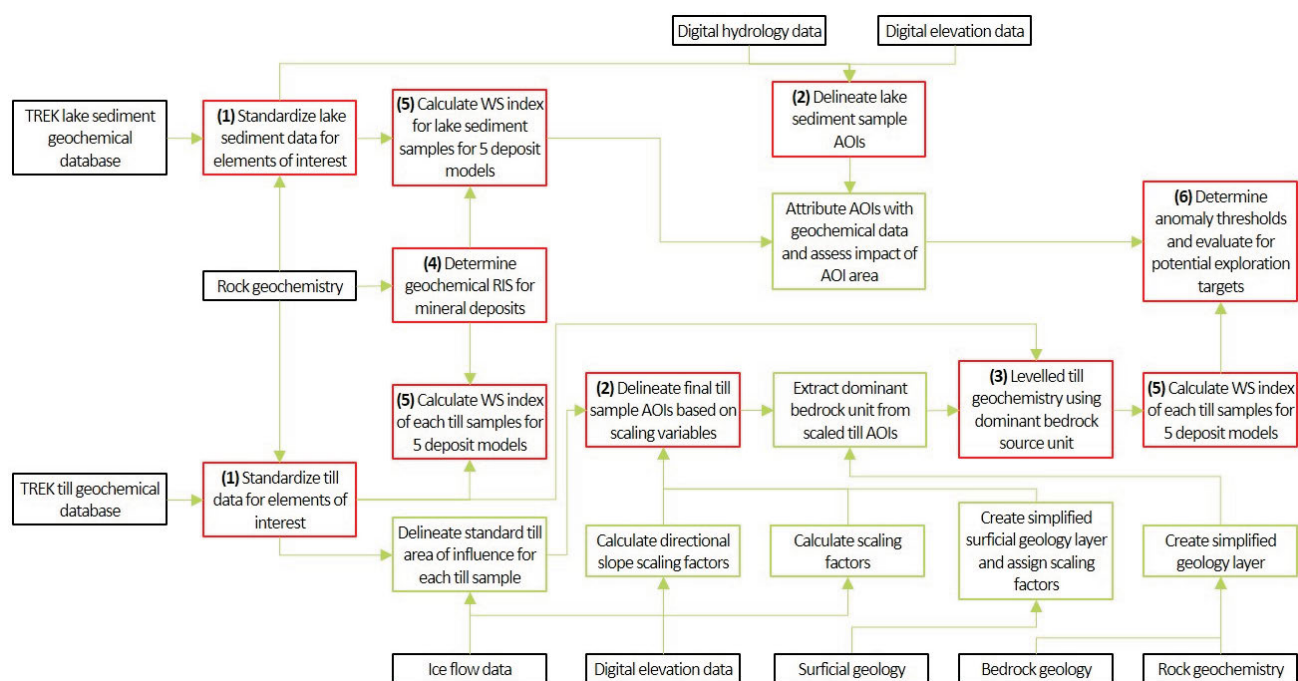 Digital hydrology data
Digital elevation data
TREK lake sediment
geochemical
database
(1) Standardize lake
sediment data for
elements of interest
(5) Calculate WS index
for lake sediment
samples for 5 deposit
models
(2) Delineate lake
sediment sample
AOIs
Attribute AOIs with
geochemical data
and assess impact of
AOI area
(6) Determine
anomaly thresholds
and evaluate for
potential exploration
targets
Rock geochemistry
(4) Determine
geochemical RIS for
mineral deposits
(5) Calculate WS index
of each till samples for
5 deposit models
(2) Delineate final till
sample AOIs based on
scaling variables
Extract dominant
bedrock unit from
scaled till AOIs
(3) Levelled till
geochemistry using
dominant bedrock
source unit
(5) Calculate WS index
of each till samples for
5 deposit models
TREK till geochemical
database
(1) Standardize till
data for elements of
interest
Delineate standard till
area of influence for
each till sample
Calculate directional
slope scaling factors
Calculate scaling
factors
Create simplified
surficial geology layer
and assign scaling
factors
Create simplified
geology layer
Ice flow data
Digital elevation data
Surficial geology
Bedrock geology
Rock geochemistry